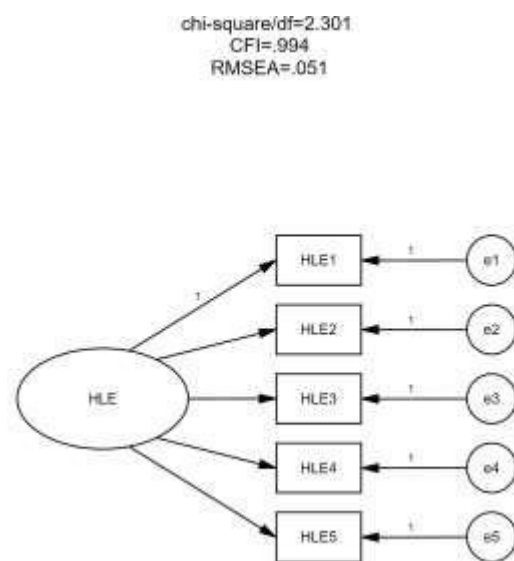 chi-square/df=2.301
CFI=.994
RMSEA=.051
1
HLE1
1
e1
HLE2
1
e2
HLE
HLE3
1
e3
HLE4
1
e4
HLE5
1
e5